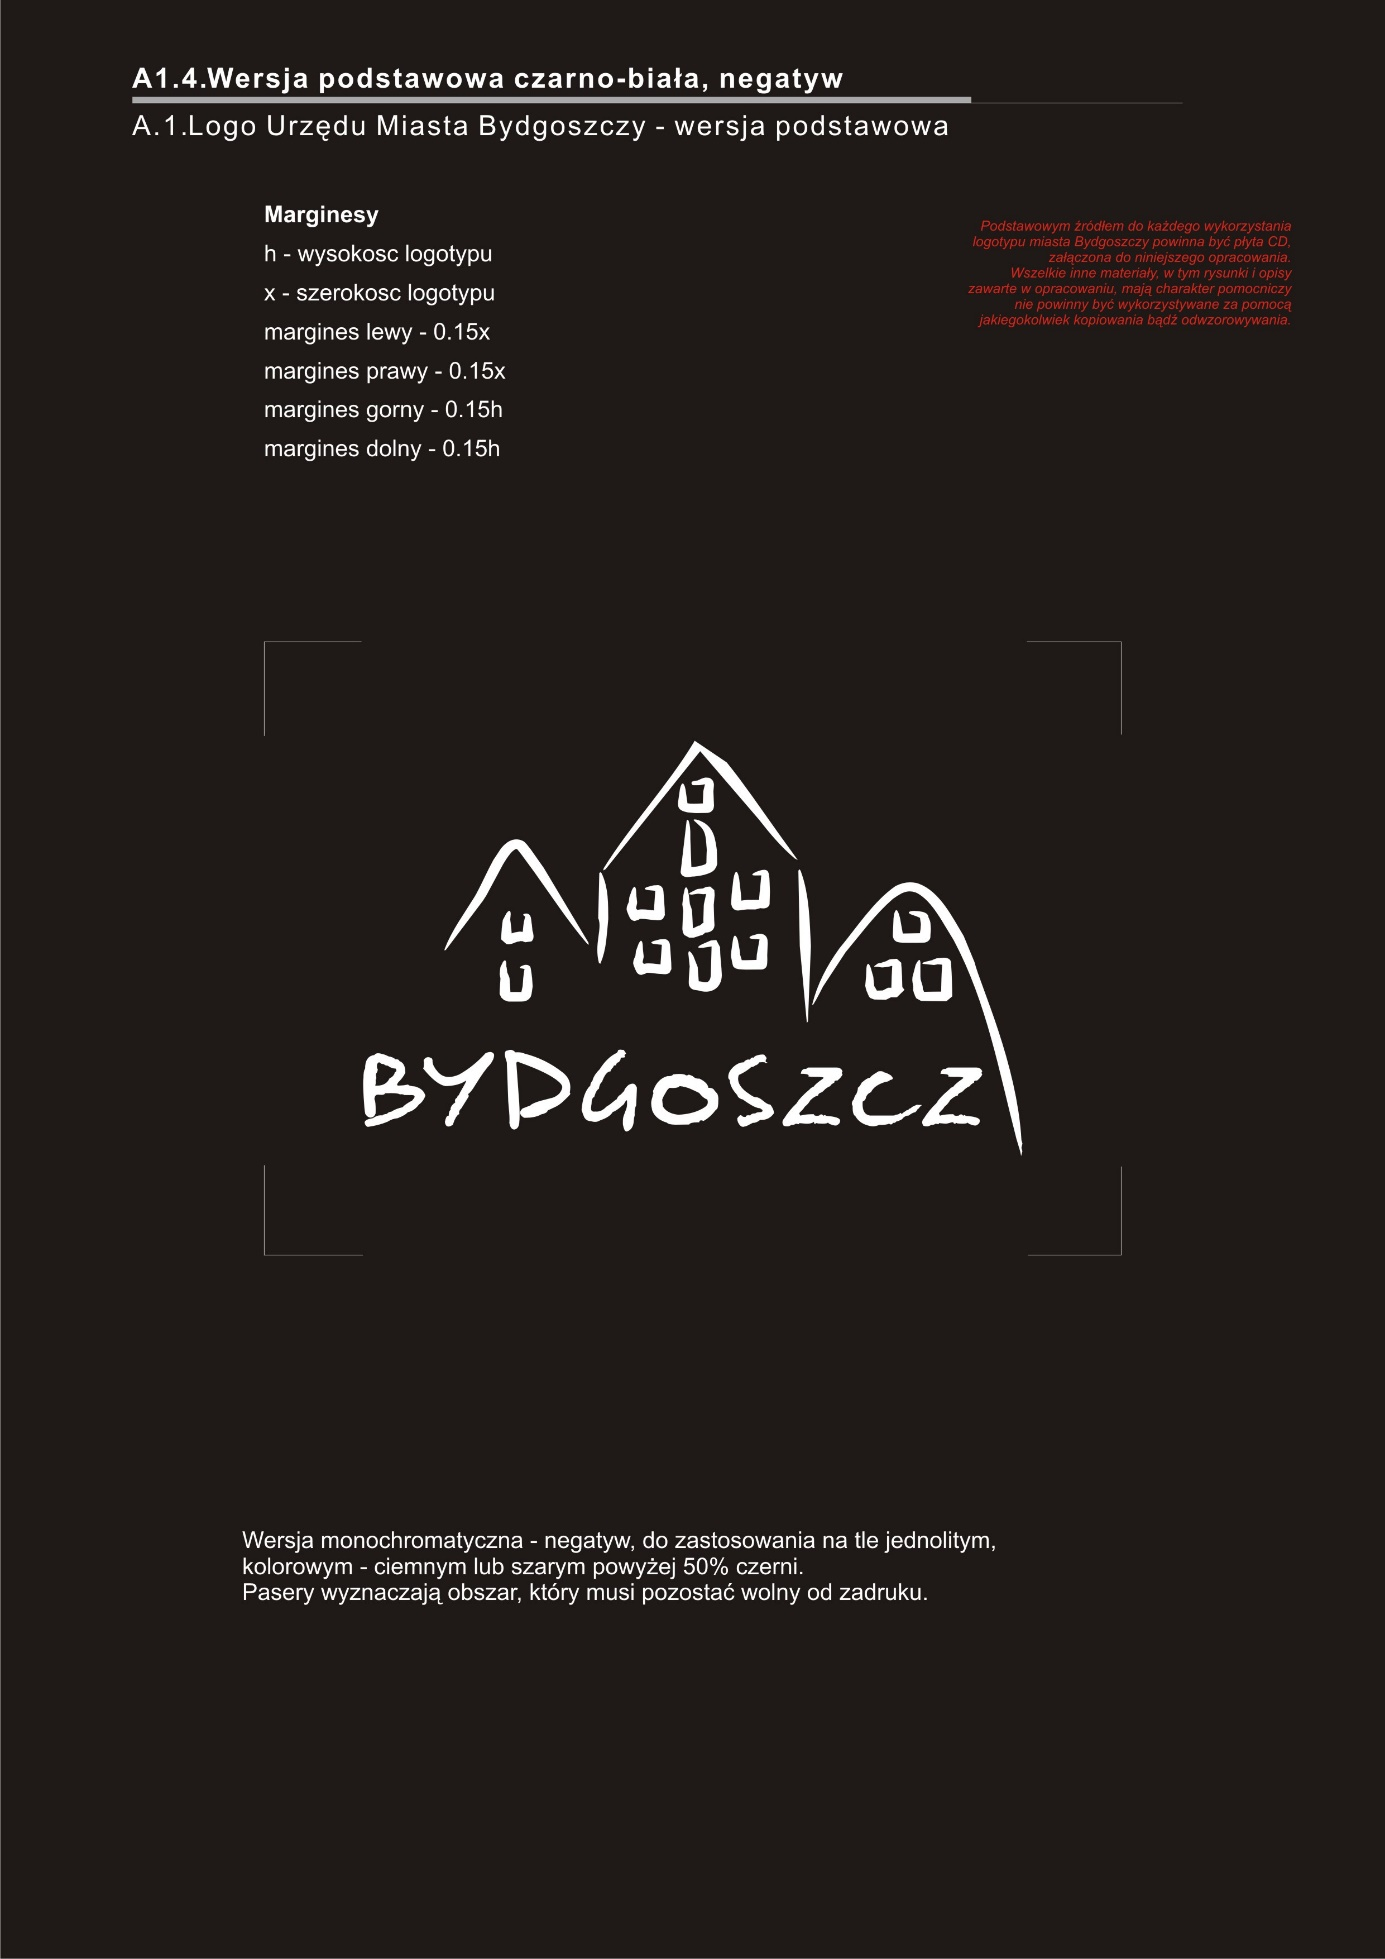 A1.4.Wersja podstawowa czarno-biała, negatyw
A.1.Logo Urzędu Miasta Bydgoszczy - wersja podstawowa
Marginesy
h - wysokosc logotypu
x - szerokosc logotypu
margines lewy - 0.15x
margines prawy - 0.15x
margines gorny - 0.15h
margines dolny - 0.15h
Podstawowym źródłem do każdego wykorzystania
logotypu miasta Bydgoszczy powinna być płyta CD,
załączona do niniejszego opracowania.
Wszelkie inne materiały, w tym rysunki i opisy
zawarte w opracowaniu, mają charakter pomocniczy
nie powinny być wykorzystywane za pomocą
jakiegokolwiek kopiowania bądź odwzorowywania.
BYDGOSZCZ
Wersja monochromatyczna - negatyw, do zastosowania na tle jednolitym,
kolorowym - ciemnym lub szarym powyżej 50% czerni.
Pasery wyznaczają obszar, który musi pozostać wolny od zadruku.